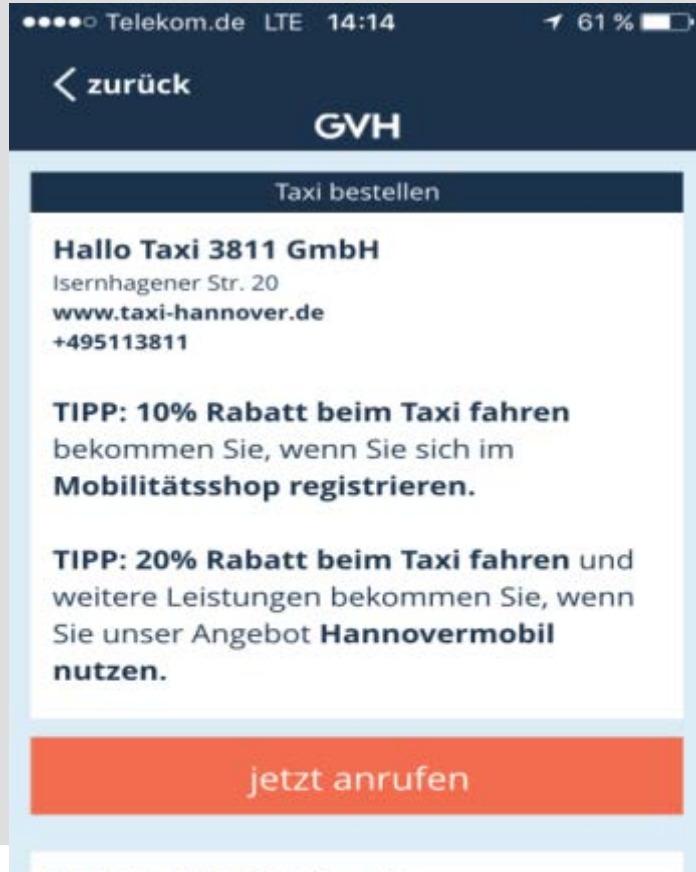 Telekom.de LTE 14:14 61 %
zurück
GVH
Taxi bestellen
Hallo Taxi 3811 GmbH
Isernhagener Str. 20
www.taxi-hannover.de
+495113811
TIPP: 10% Rabatt beim Taxi fahren
bekommen Sie, wenn Sie sich im
Mobilitätsshop registrieren.
TIPP: 20% Rabatt beim Taxi fahren und
weitere Leistungen bekommen Sie, wenn
Sie unser Angebot Hannovermobil
nutzen.
jetzt anrufen